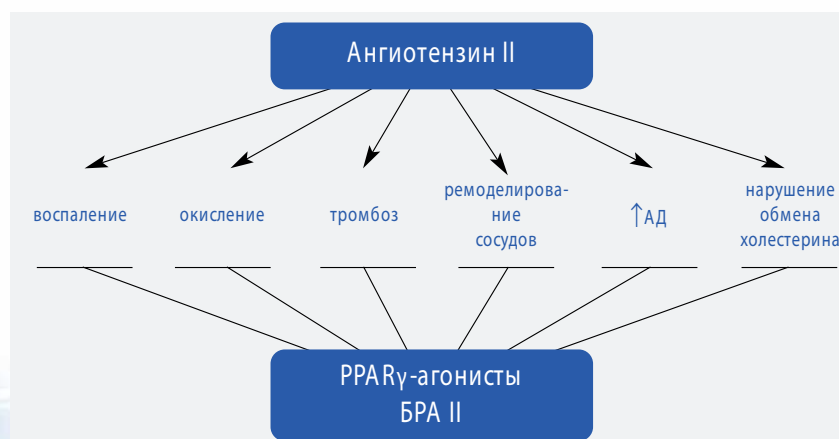 Ангиотензин II
воспаление
окисление
тромбоз
ремоделирова-
ние
сосудов
↑АД
нарушение
обмена
холестерина
PPARγ-агонисты
БРА II